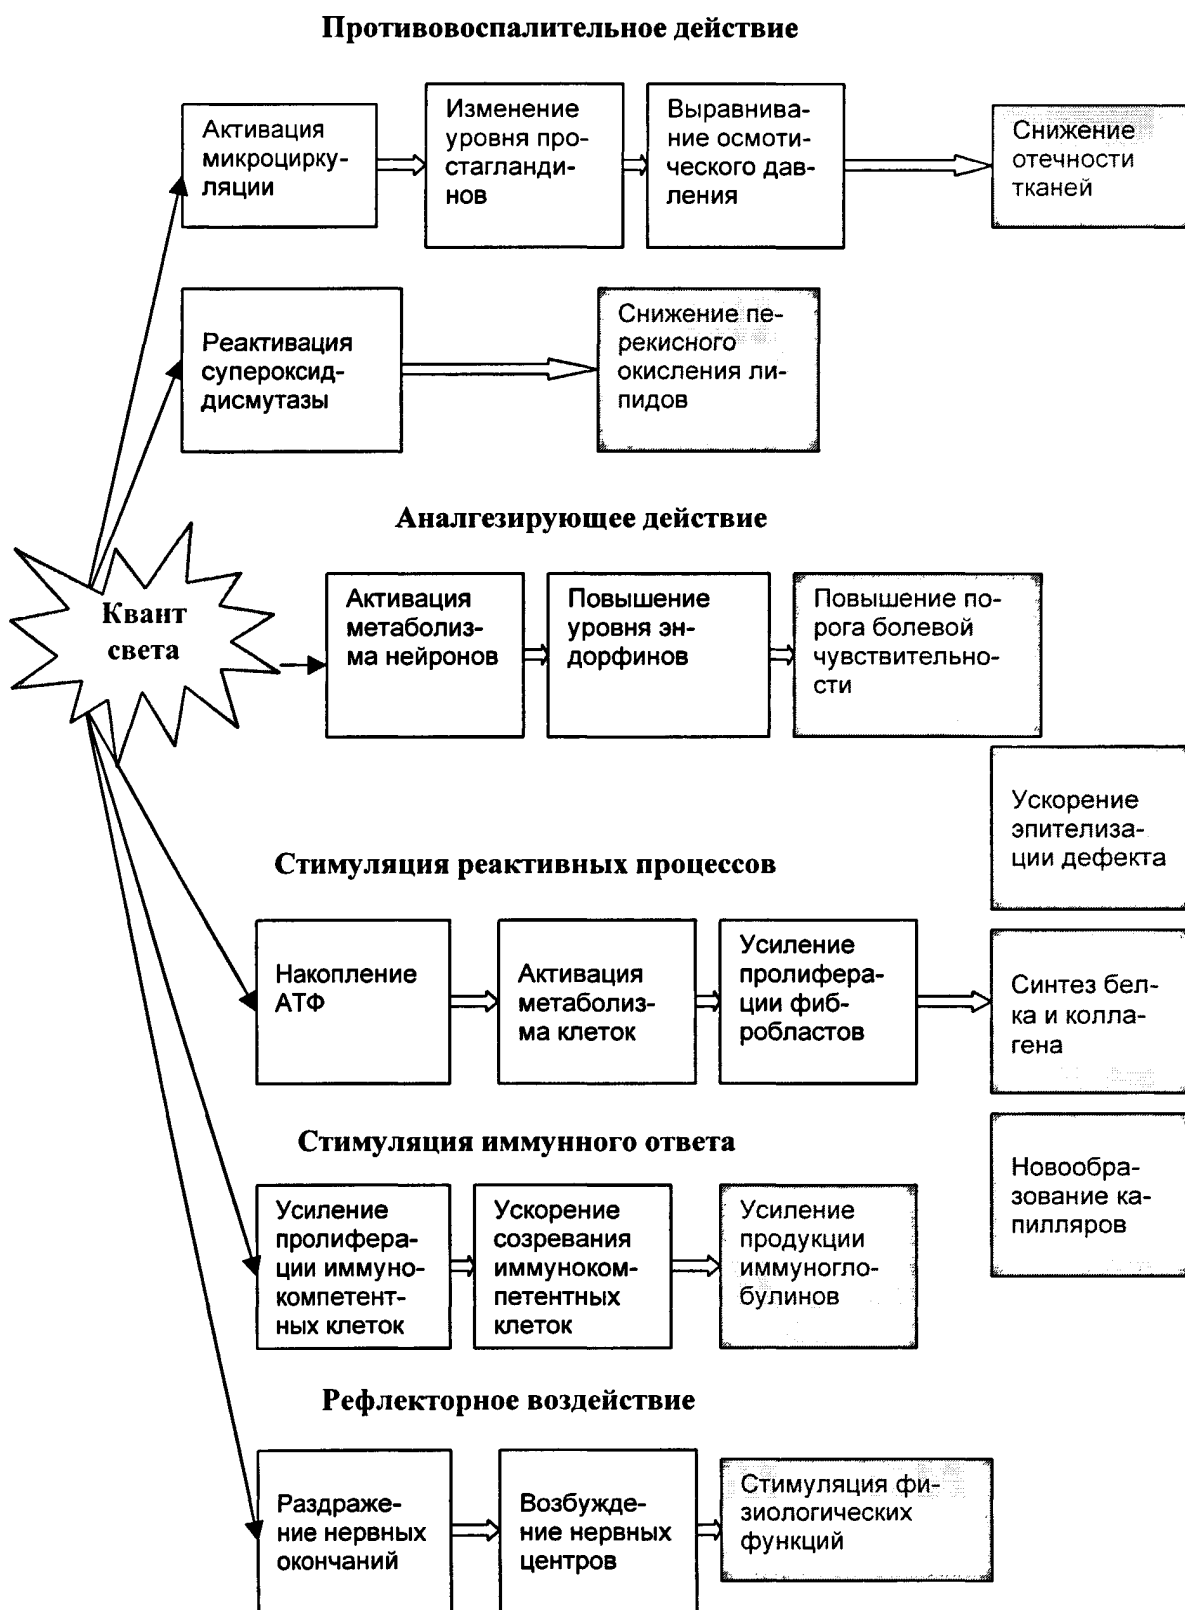 Противовоспалительное действие
Активация
микроцирку-
ляции
Изменение
уровня про-
стагланди-
нов
Выравнива-
ние осмоти-
ческого дав-
ления
Снижение
отечности
тканей
Реактивация
супероксид-
дисмутазы
Снижение пе-
рекисного
окисления ли-
пидов
Аналгезирующее действие
Квант
света
Активация
метаболиз-
ма нейронов
Повышение
уровня эн-
дорфинов
Повышение по-
рога болевой
чувствительно-
сти
Ускорение
эпителиза-
ции дефекта
Стимуляция реактивных процессов
Накопление
АТФ
Активация
метаболиз-
ма клеток
Усиление
пролифера-
ции фиб-
робластов
Синтез бел-
ка и колла-
гена
Новообра-
зование ка-
пилляров
Стимуляция иммунного ответа
Усиление
пролифера-
ции иммуно-
компетент-
ных клеток
Ускорение
созревания
иммуноком-
петентных
клеток
Усиление
продукции
иммуногло-
булинов
Рефлекторное воздействие
Раздраже-
ние нервных
окончаний
Возбужде-
ние нервных
центров
Стимуляция фи-
зиологических
функций